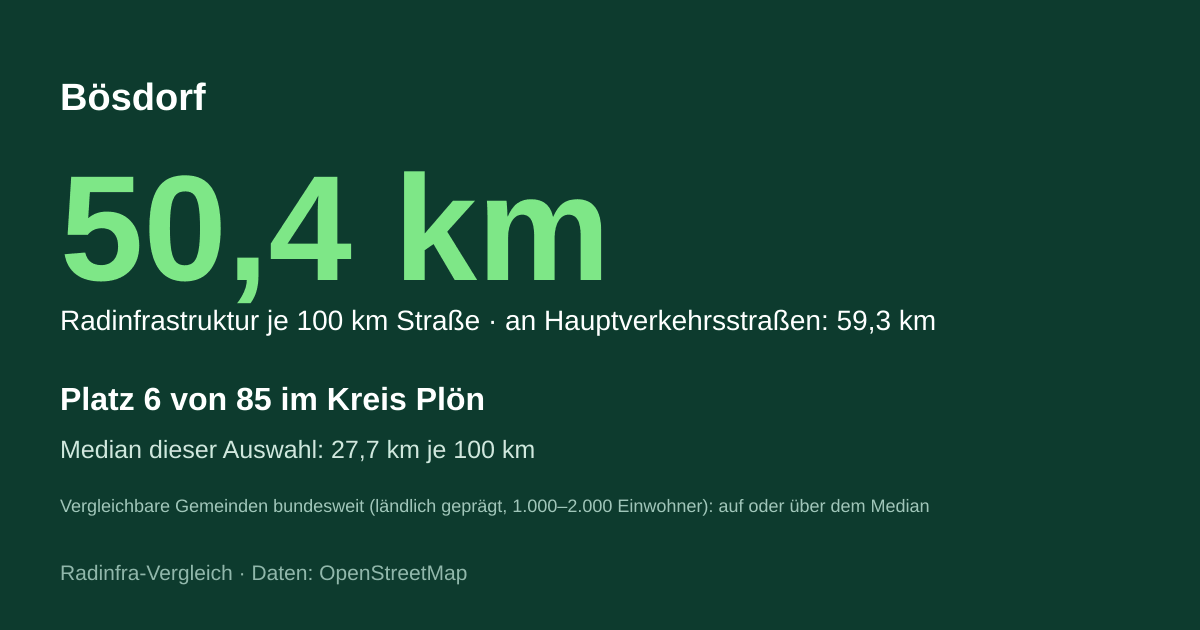 Bösdorf
50,4 km
Radinfrastruktur je 100 km Straße · an Hauptverkehrsstraßen: 59,3 km
Platz 6 von 85 im Kreis Plön
Median dieser Auswahl: 27,7 km je 100 km
Vergleichbare Gemeinden bundesweit (ländlich geprägt, 1.000–2.000 Einwohner): auf oder über dem Median
Radinfra-Vergleich · Daten: OpenStreetMap